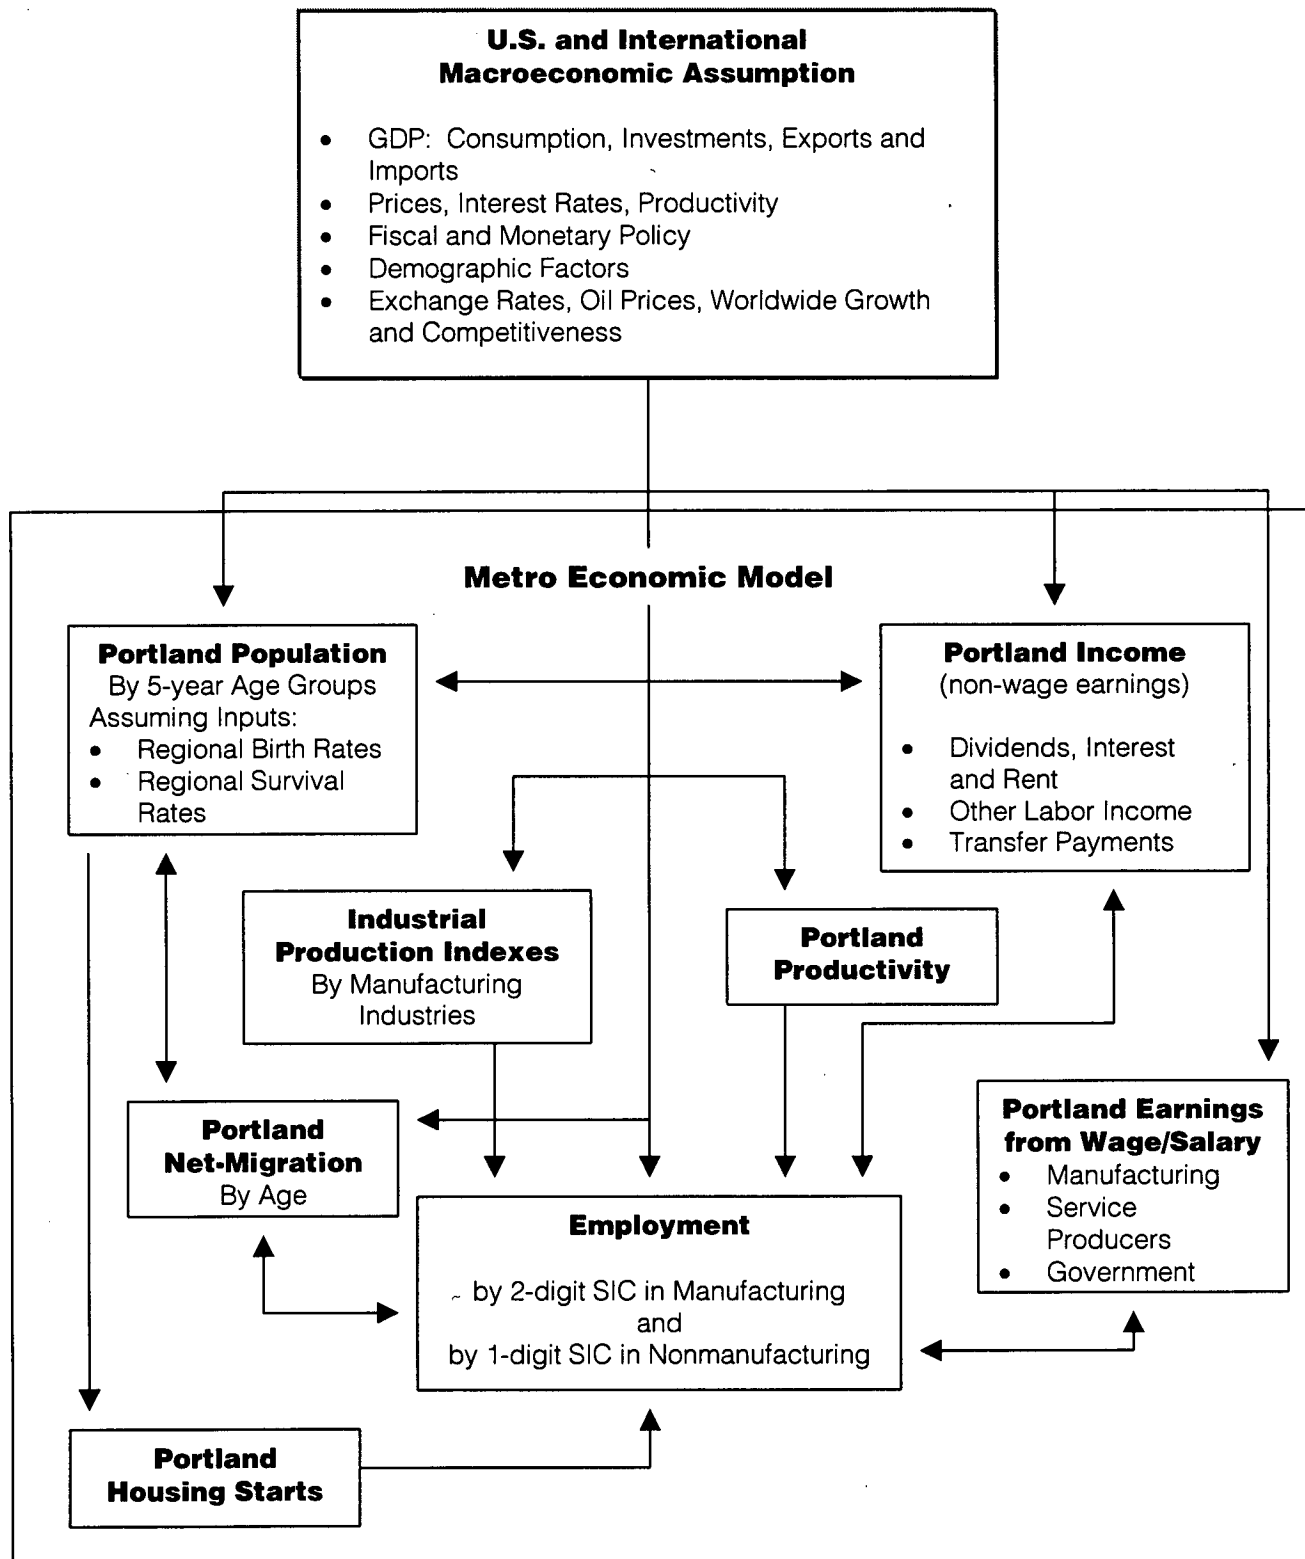 U.S. and International
Macroeconomic Assumption
• GDP: Consumption, Investments, Exports and
Imports
• Prices, Interest Rates, Productivity
• Fiscal and Monetary Policy
• Demographic Factors
• Exchange Rates, Oil Prices, Worldwide Growth
and Competitiveness
Metro Economic Model
Portland Population
By 5-year Age Groups
Assuming Inputs:
• Regional Birth Rates
• Regional Survival
Rates
Portland Income
(non-wage earnings)
• Dividends, Interest
and Rent
• Other Labor Income
• Transfer Payments
Industrial
Production Indexes
By Manufacturing
Industries
Portland
Productivity
Portland
Net-Migration
By Age
Portland Earnings
from Wage/Salary
• Manufacturing
• Service
Producers
• Government
Employment
by 2-digit SIC in Manufacturing
and
by 1-digit SIC in Nonmanufacturing
Portland
Housing Starts